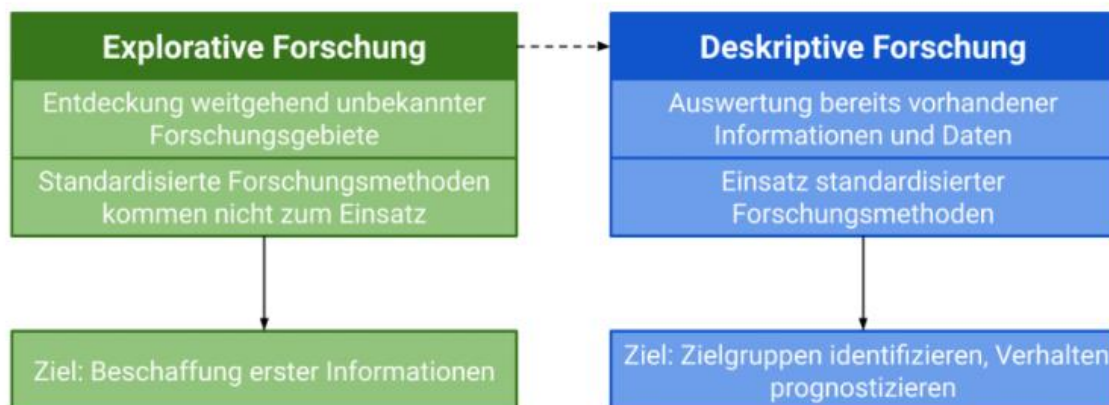 Explorative Forschung
Entdeckung weitgehend unbekannter
Forschungsgebiete
Standardisierte Forschungsmethoden
kommen nicht zum Einsatz
Ziel: Beschaffung erster Informationen
Deskriptive Forschung
Auswertung bereits vorhandener
Informationen und Daten
Einsatz standardisierter
Forschungsmethoden
Ziel: Zielgruppen identifizieren, Verhalten
prognostizieren